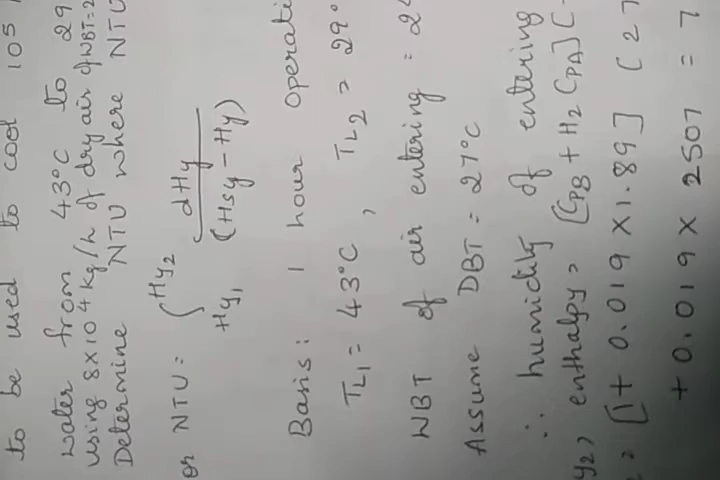 to be used to cool 105
water from 43°C to 29
using 8x104 kg/h of dry air of WBT=2
Determine NTU where NTU
or NTU = ∫ Hy1 Hy2 dHy / (Hsy - Hy)
Basis: 1 hour operati
TL1 = 43°C, TL2 = 29°
WBT of air entering = 2
Assume DBT = 27°C
∴ humidity of entering
y2, enthalpy = [CPB + H2 CPA] (
= [1 + 0.019 x 1.89] (27
+ 0.019 x 2507 = 7